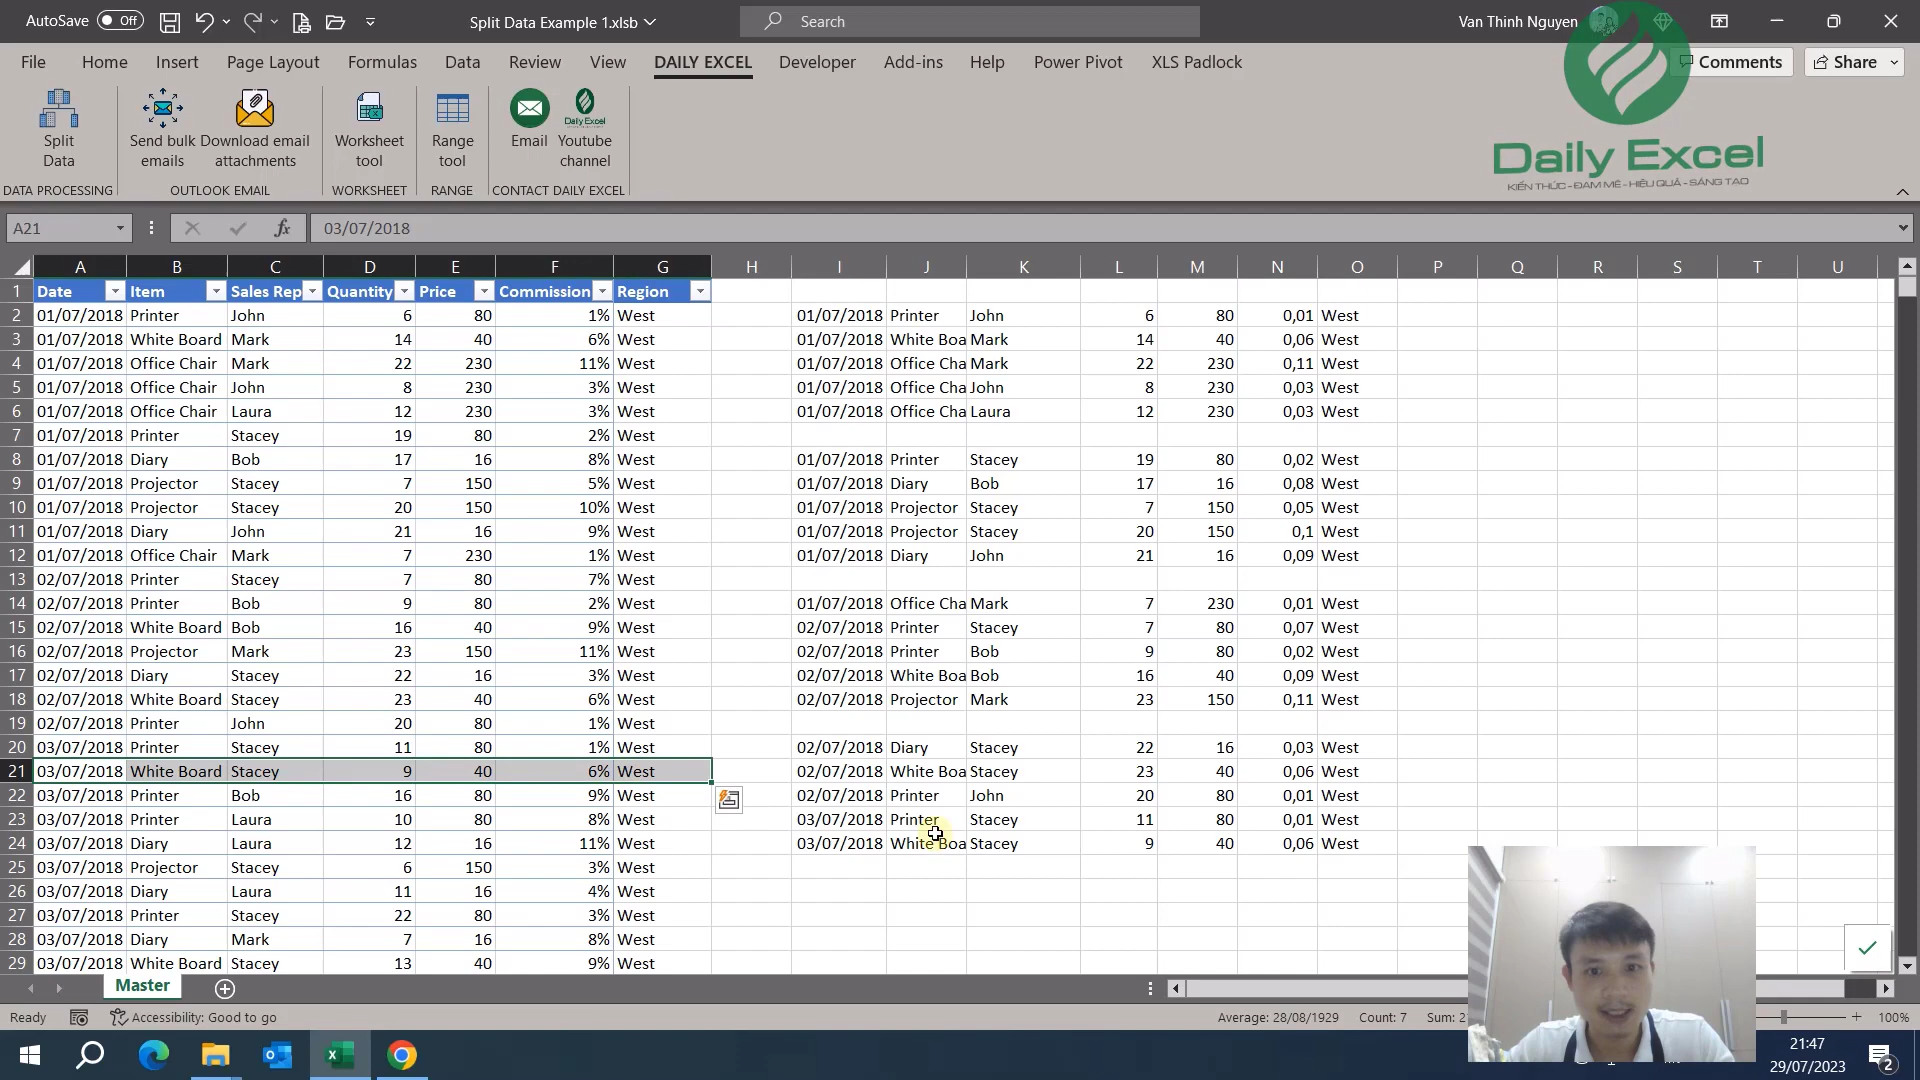 AutoSave Off Split Data Example 1.xlsb Search Van Thinh Nguyen
File Home Insert Page Layout Formulas Data Review View DAILY EXCEL Developer Add-ins Help Power Pivot XLS Padlock Comments Share
Split Data
Send bulk emails
Download email attachments
Worksheet tool
Range tool
Email
Daily Excel
Youtube channel
DATA PROCESSING OUTLOOK EMAIL WORKSHEET RANGE CONTACT DAILY EXCEL
Daily Excel
KIẾN THỨC - ĐAM MÊ - HIỆU QUẢ - SÁNG TẠO
A21 fx 03/07/2018
A B C D E F G H I J K L M N O P Q R S T U
1 Date Item Sales Rep Quantity Price Commission Region
2 01/07/2018 Printer John 6 80 1% West 01/07/2018 Printer John 6 80 0,01 West
3 01/07/2018 White Board Mark 14 40 6% West 01/07/2018 White Boa Mark 14 40 0,06 West
4 01/07/2018 Office Chair Mark 22 230 11% West 01/07/2018 Office Cha Mark 22 230 0,11 West
5 01/07/2018 Office Chair John 8 230 3% West 01/07/2018 Office Cha John 8 230 0,03 West
6 01/07/2018 Office Chair Laura 12 230 3% West 01/07/2018 Office Cha Laura 12 230 0,03 West
7 01/07/2018 Printer Stacey 19 80 2% West
8 01/07/2018 Diary Bob 17 16 8% West 01/07/2018 Printer Stacey 19 80 0,02 West
9 01/07/2018 Projector Stacey 7 150 5% West 01/07/2018 Diary Bob 17 16 0,08 West
10 01/07/2018 Projector Stacey 20 150 10% West 01/07/2018 Projector Stacey 7 150 0,05 West
11 01/07/2018 Diary John 21 16 9% West 01/07/2018 Projector Stacey 20 150 0,1 West
12 01/07/2018 Office Chair Mark 7 230 1% West 01/07/2018 Diary John 21 16 0,09 West
13 02/07/2018 Printer Stacey 7 80 7% West
14 02/07/2018 Printer Bob 9 80 2% West 01/07/2018 Office Cha Mark 7 230 0,01 West
15 02/07/2018 White Board Bob 16 40 9% West 02/07/2018 Printer Stacey 7 80 0,07 West
16 02/07/2018 Projector Mark 23 150 11% West 02/07/2018 Printer Bob 9 80 0,02 West
17 02/07/2018 Diary Stacey 22 16 3% West 02/07/2018 White Boa Bob 16 40 0,09 West
18 02/07/2018 White Board Stacey 23 40 6% West 02/07/2018 Projector Mark 23 150 0,11 West
19 02/07/2018 Printer John 20 80 1% West
20 03/07/2018 Printer Stacey 11 80 1% West 02/07/2018 Diary Stacey 22 16 0,03 West
21 03/07/2018 White Board Stacey 9 40 6% West 02/07/2018 White Boa Stacey 23 40 0,06 West
22 03/07/2018 Printer Bob 16 80 9% West 02/07/2018 Printer John 20 80 0,01 West
23 03/07/2018 Printer Laura 10 80 8% West 03/07/2018 Printer Stacey 11 80 0,01 West
24 03/07/2018 Diary Laura 12 16 11% West 03/07/2018 White Boa Stacey 9 40 0,06 West
25 03/07/2018 Projector Stacey 6 150 3% West
26 03/07/2018 Diary Laura 11 16 4% West
27 03/07/2018 Printer Stacey 22 80 3% West
28 03/07/2018 Diary Mark 7 16 8% West
29 03/07/2018 White Board Stacey 13 40 9% West
Master
Ready Accessibility: Good to go Average: 28/08/1929 Count: 7 Sum: 2 100%
21:47
29/07/2023
2